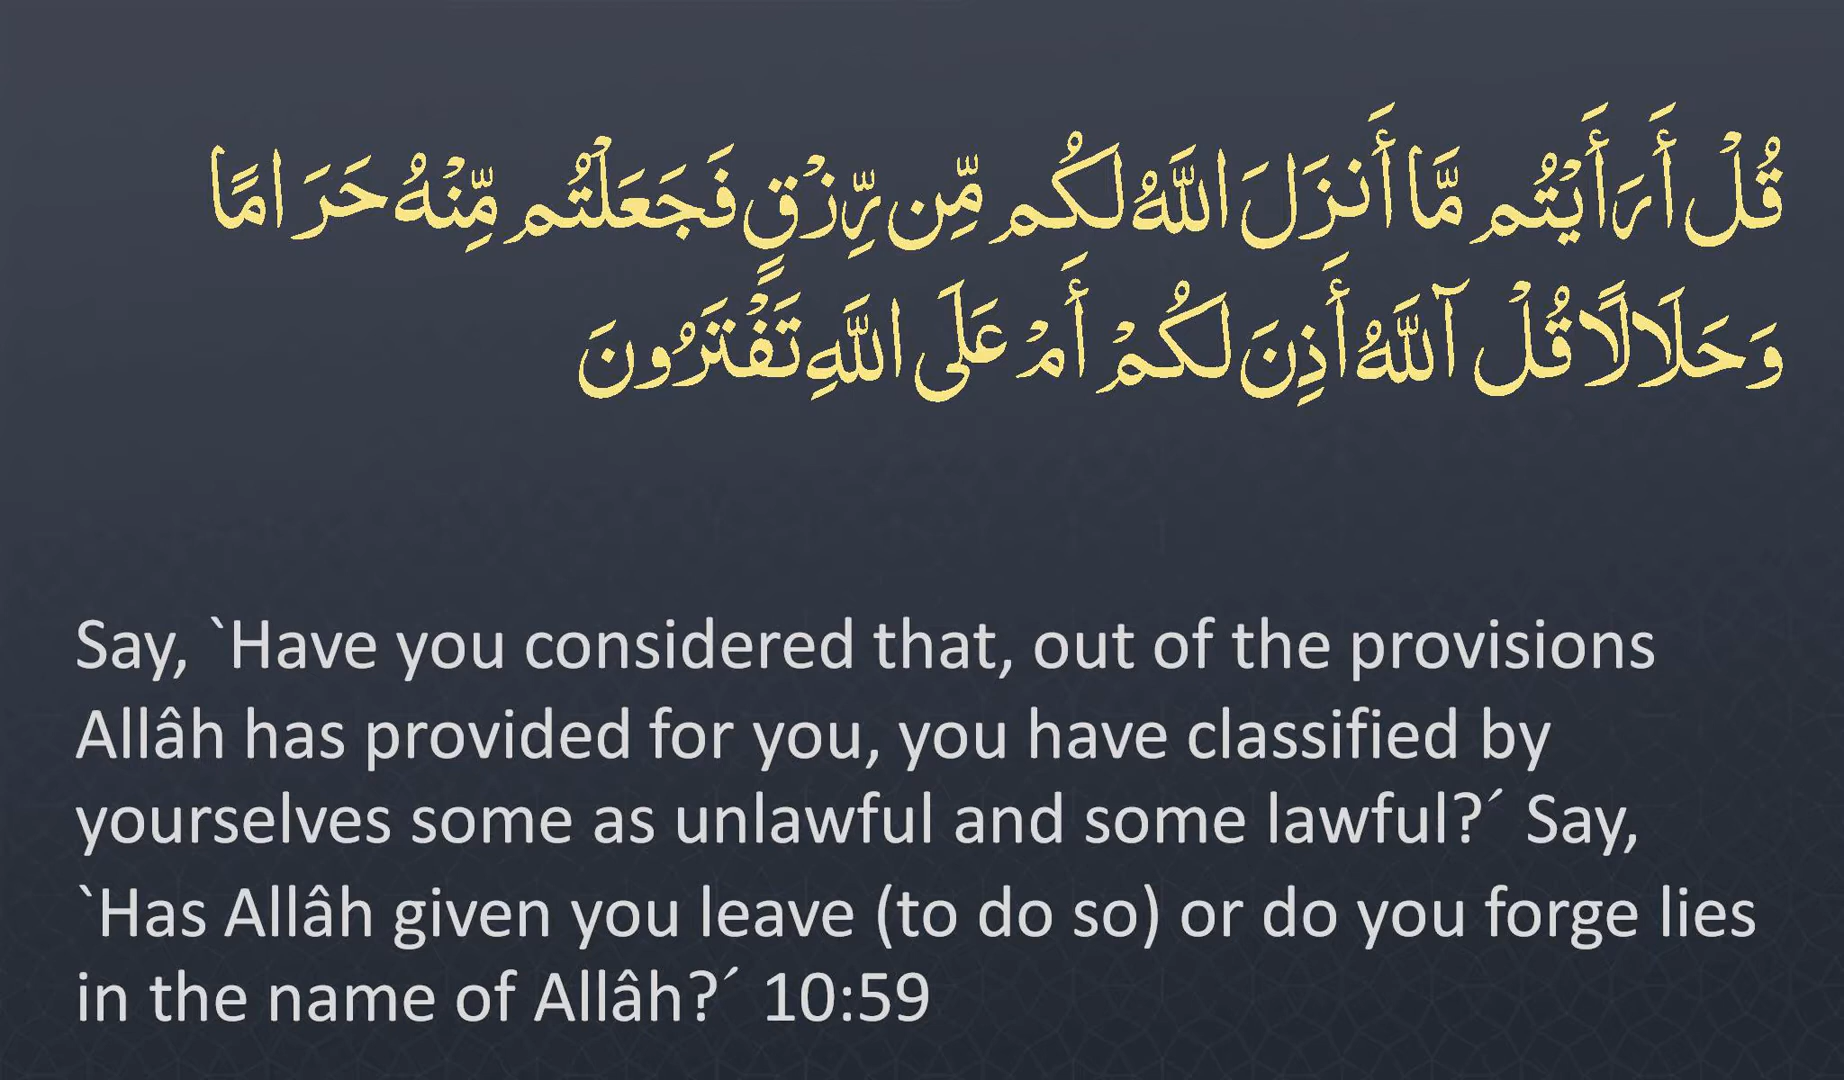 قُلْ أَرَأَيْتُم مَّا أَنزَلَ اللَّهُ لَكُم مِّن رِّزْقٍ فَجَعَلْتُم مِّنْهُ حَرَامًا
وَحَلَالًا قُلْ آللَّهُ أَذِنَ لَكُمْ أَمْ عَلَى اللَّهِ تَفْتَرُونَ
Say, `Have you considered that, out of the provisions
Allâh has provided for you, you have classified by
yourselves some as unlawful and some lawful?´ Say,
`Has Allâh given you leave (to do so) or do you forge lies
in the name of Allâh?´ 10:59